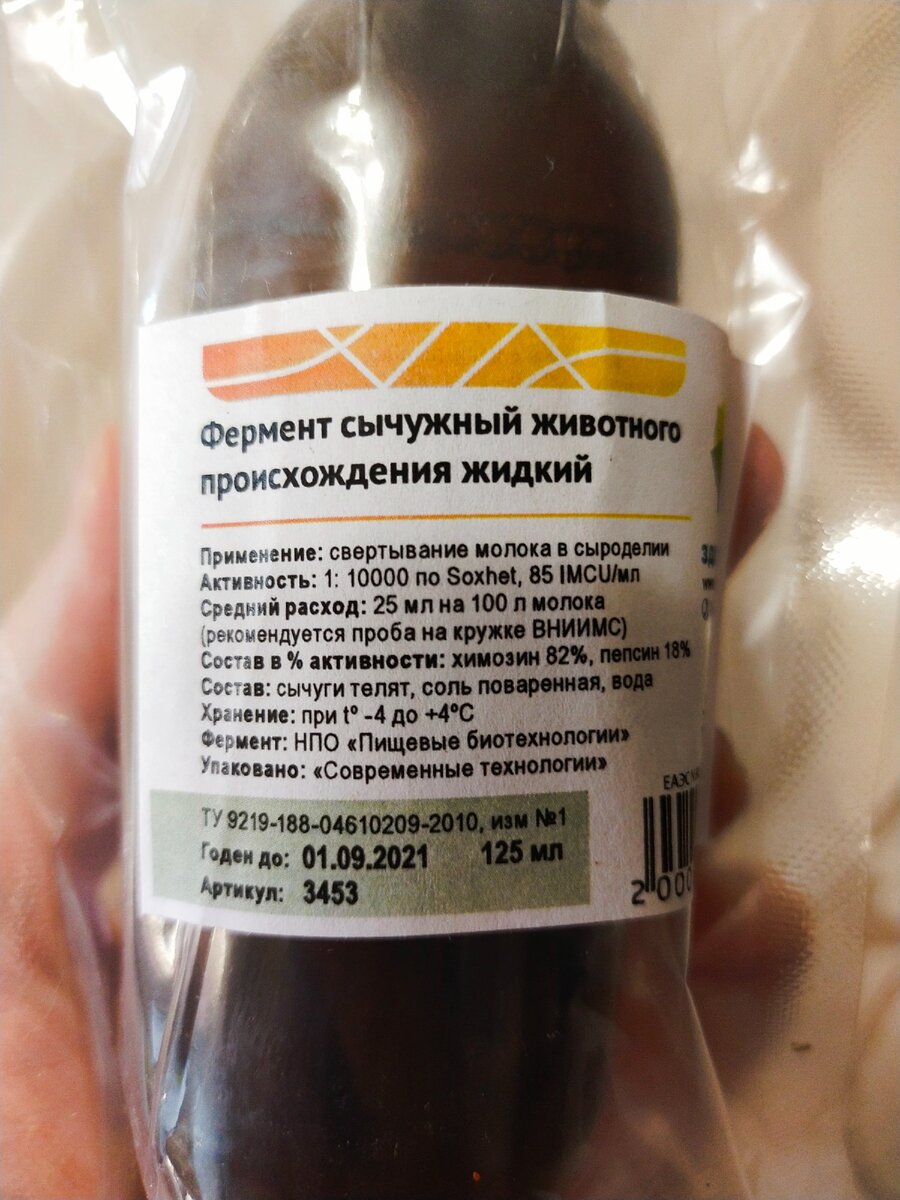 Фермент сычужный животного
происхождения жидкий
Применение: свертывание молока в сыроделии
Активность: 1: 10000 по Soxhet, 85 IMCU/мл
Средний расход: 25 мл на 100 л молока
(рекомендуется проба на кружке ВНИИМС)
Состав в % активности: химозин 82%, пепсин 18%
Состав: сычуги телят, соль поваренная, вода
Хранение: при tº -4 до +4ºC
Фермент: НПО «Пищевые биотехнологии»
Упаковано: «Современные технологии»
ЕАЭС
ТУ 9219-188-04610209-2010, изм №1
Годен до: 01.09.2021 125 мл
Артикул: 3453
2 000